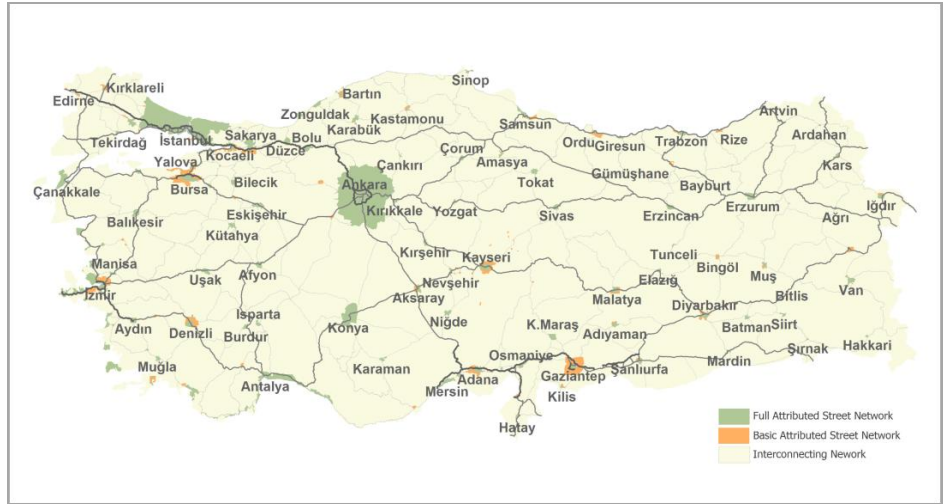 Sinop
Kırklareli
Bartın
Edirne
Zonguldak
Kastamonu
Samsun
Artvin
Karabük
Tekirdağ
İstanbul
Sakarya
Bolu
Ordu
Giresun
Trabzon
Rize
Ardahan
Yalova
Kocaeli
Düzce
Çorum
Amasya
Çankırı
Gümüşhane
Kars
Çanakkale
Bursa
Bilecik
Ankara
Tokat
Bayburt
Iğdır
Balıkesir
Eskişehir
Kırıkkale
Yozgat
Sivas
Erzincan
Erzurum
Ağrı
Kütahya
Manisa
Kırşehir
Kayseri
Tunceli
Bingöl
Muş
Uşak
Afyon
Nevşehir
Elazığ
Van
İzmir
Aksaray
Malatya
Diyarbakır
Bitlis
Aydın
Denizli
Isparta
Konya
Niğde
K.Maraş
Adıyaman
Batman
Siirt
Burdur
Hakkari
Muğla
Karaman
Osmaniye
Mardin
Şırnak
Antalya
Mersin
Adana
Gaziantep
Şanlıurfa
Kilis
Hatay
Full Attributed Street Network
Basic Attributed Street Network
Interconnecting Nework